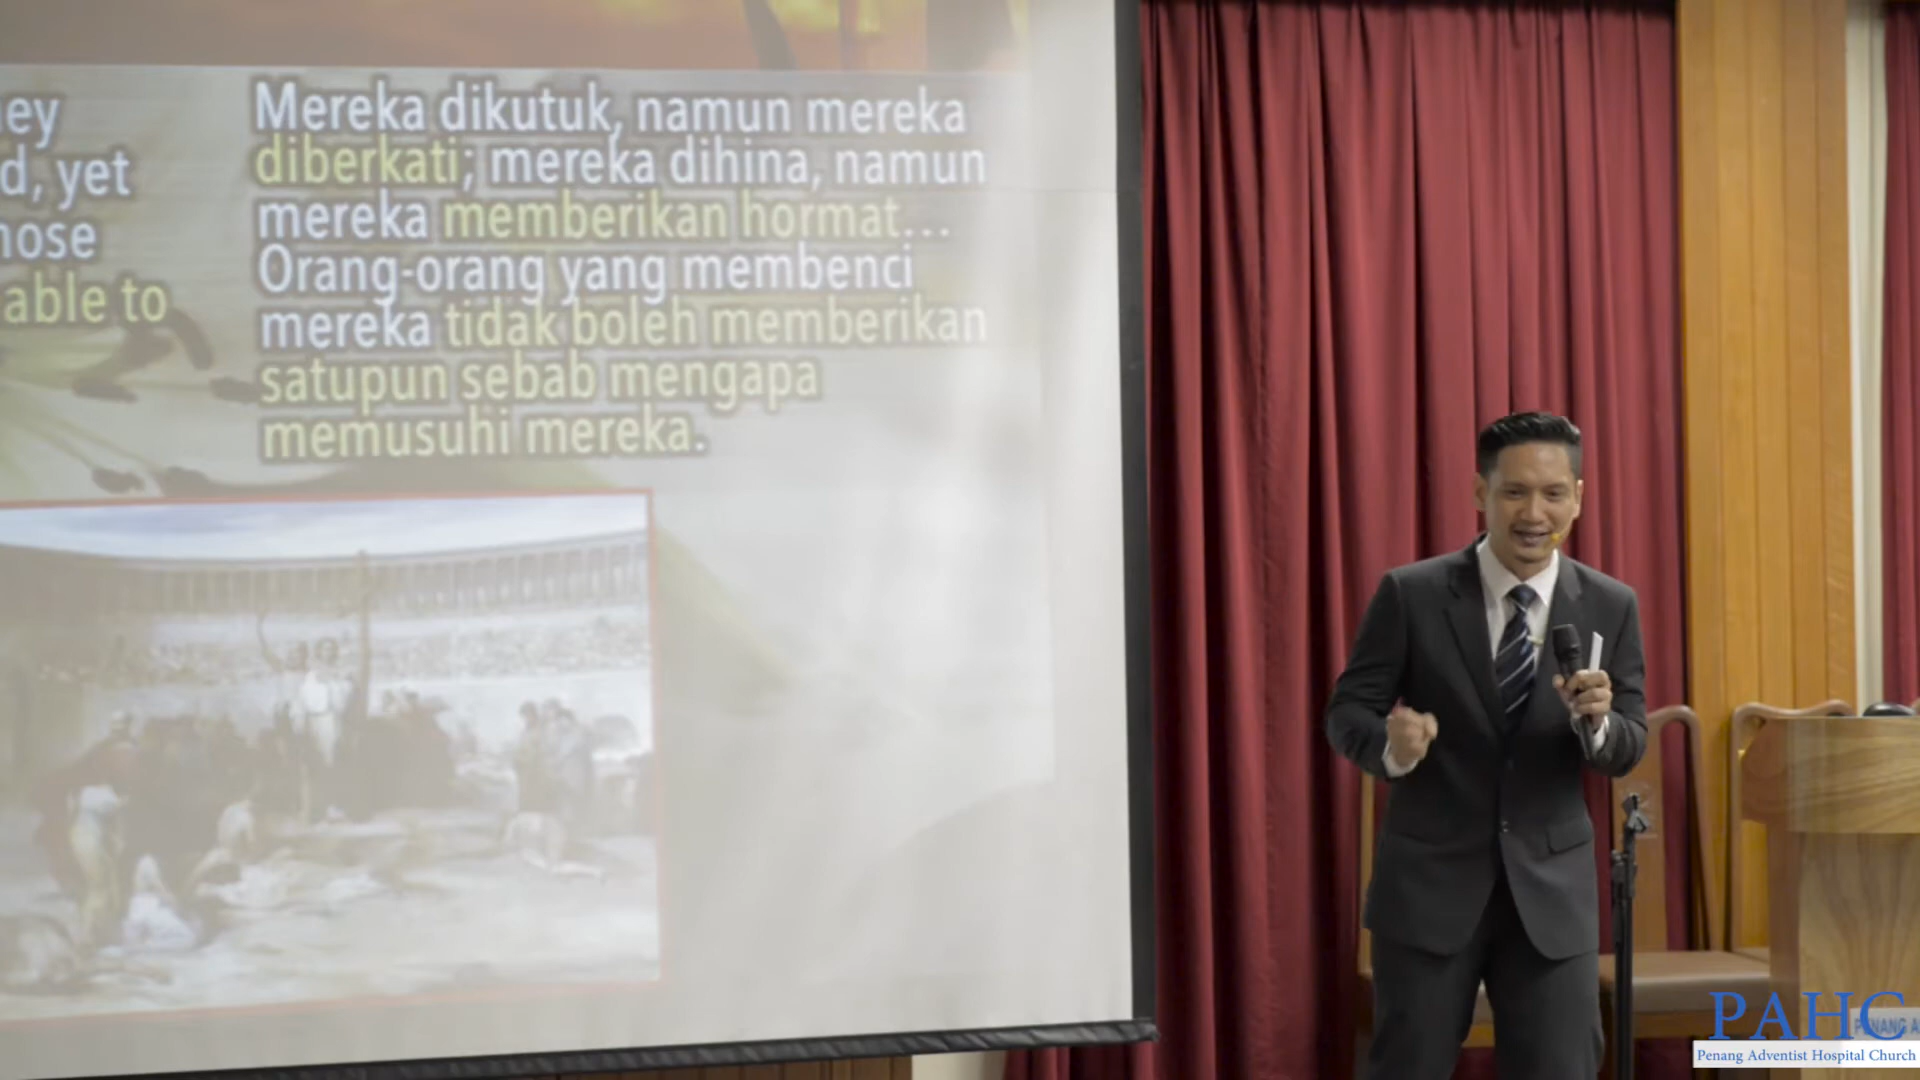 ey
d, yet
hose
able to
Mereka dikutuk, namun mereka
diberkati; mereka dihina, namun
mereka memberikan hormat...
Orang-orang yang membenci
mereka tidak boleh memberikan
satupun sebab mengapa
memusuhi mereka.
PAHC
PENANG A
Penang Adventist Hospital Church